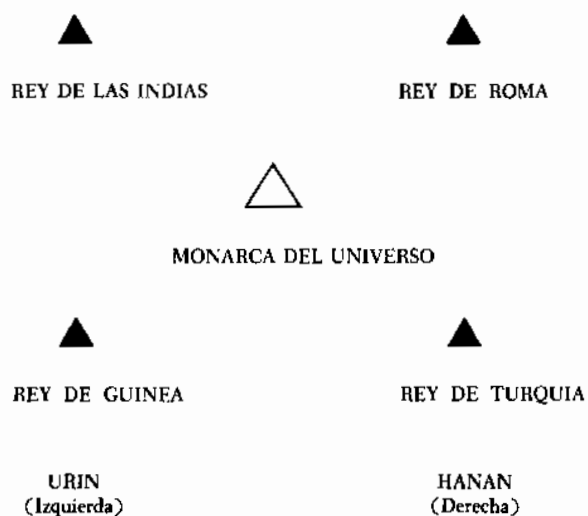 REY DE LAS INDIAS
REY DE ROMA
MONARCA DEL UNIVERSO
REY DE GUINEA
REY DE TURQUIA
URIN
(Izquierda)
HANAN
(Derecha)